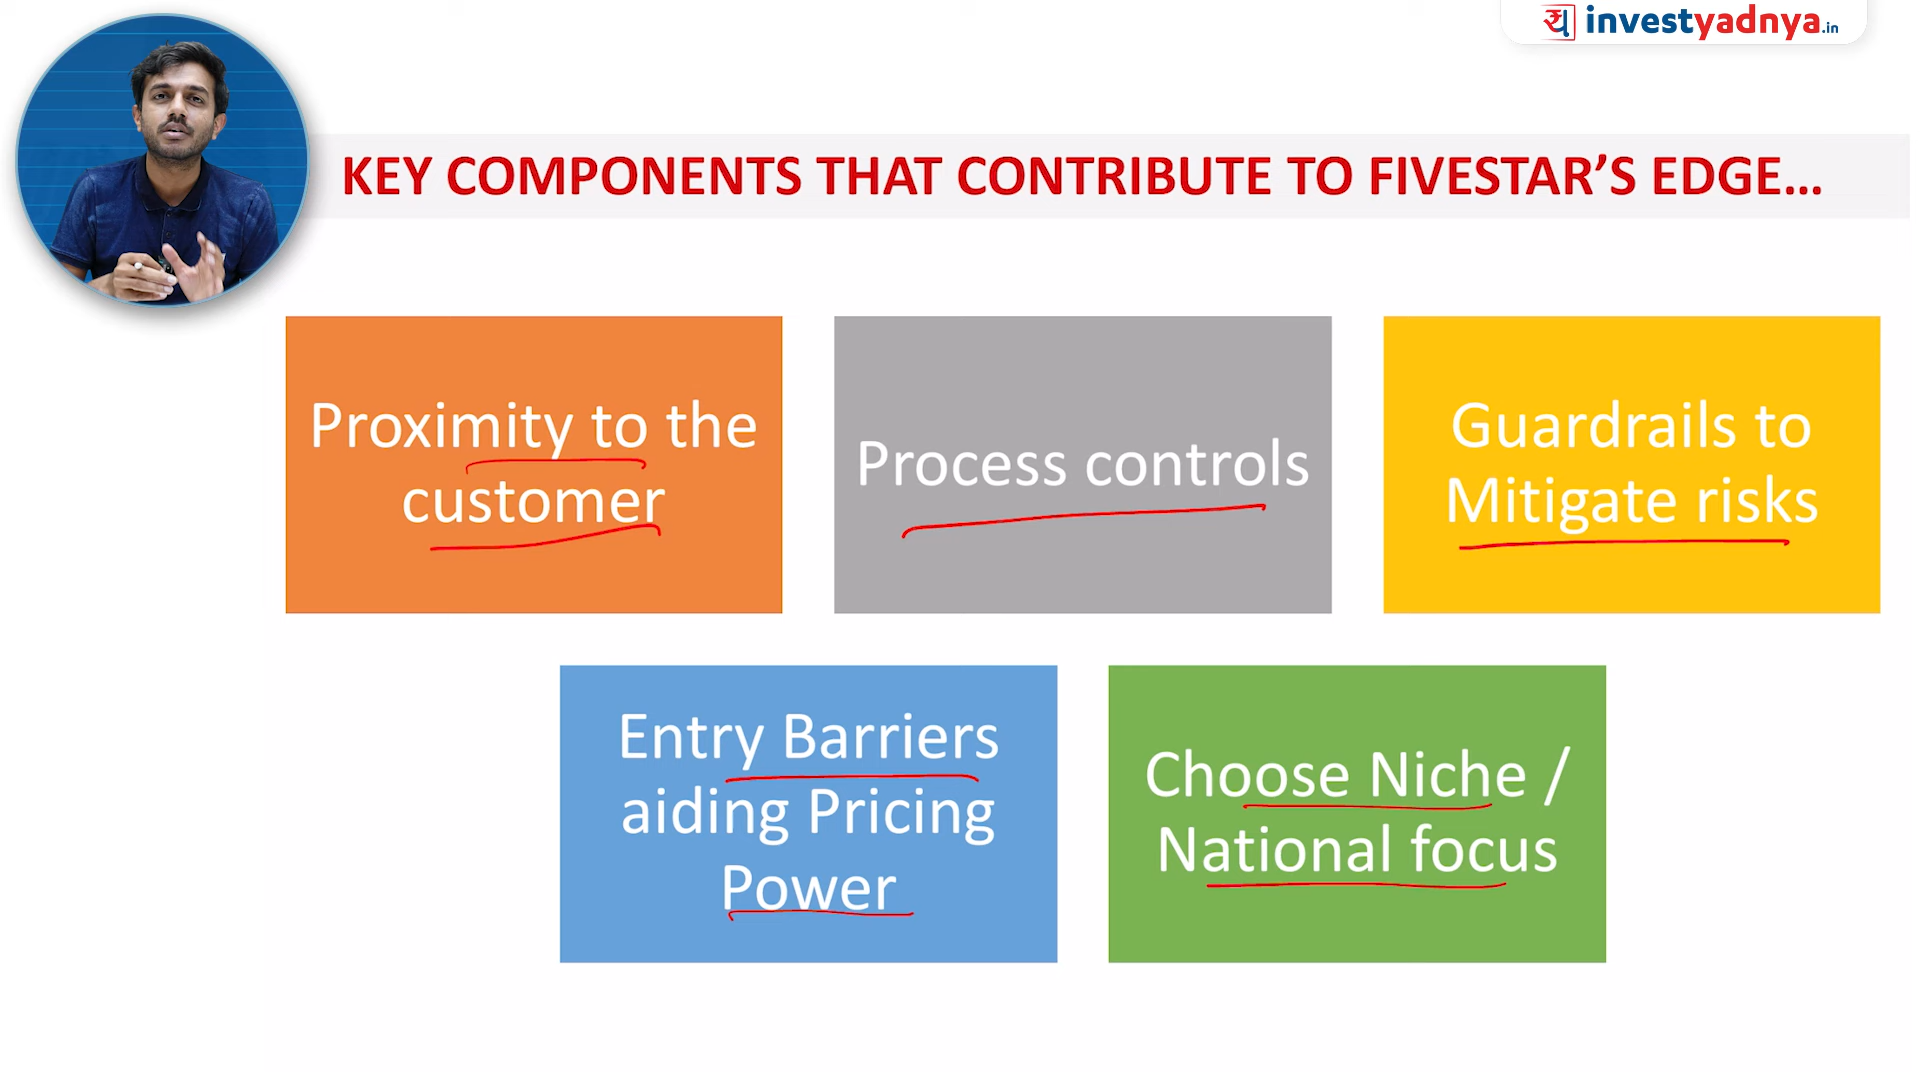 investyadnya.in
KEY COMPONENTS THAT CONTRIBUTE TO FIVESTAR’S EDGE...
Proximity to the
customer
Process controls
Guardrails to
Mitigate risks
Entry Barriers
aiding Pricing
Power
Choose Niche /
National focus